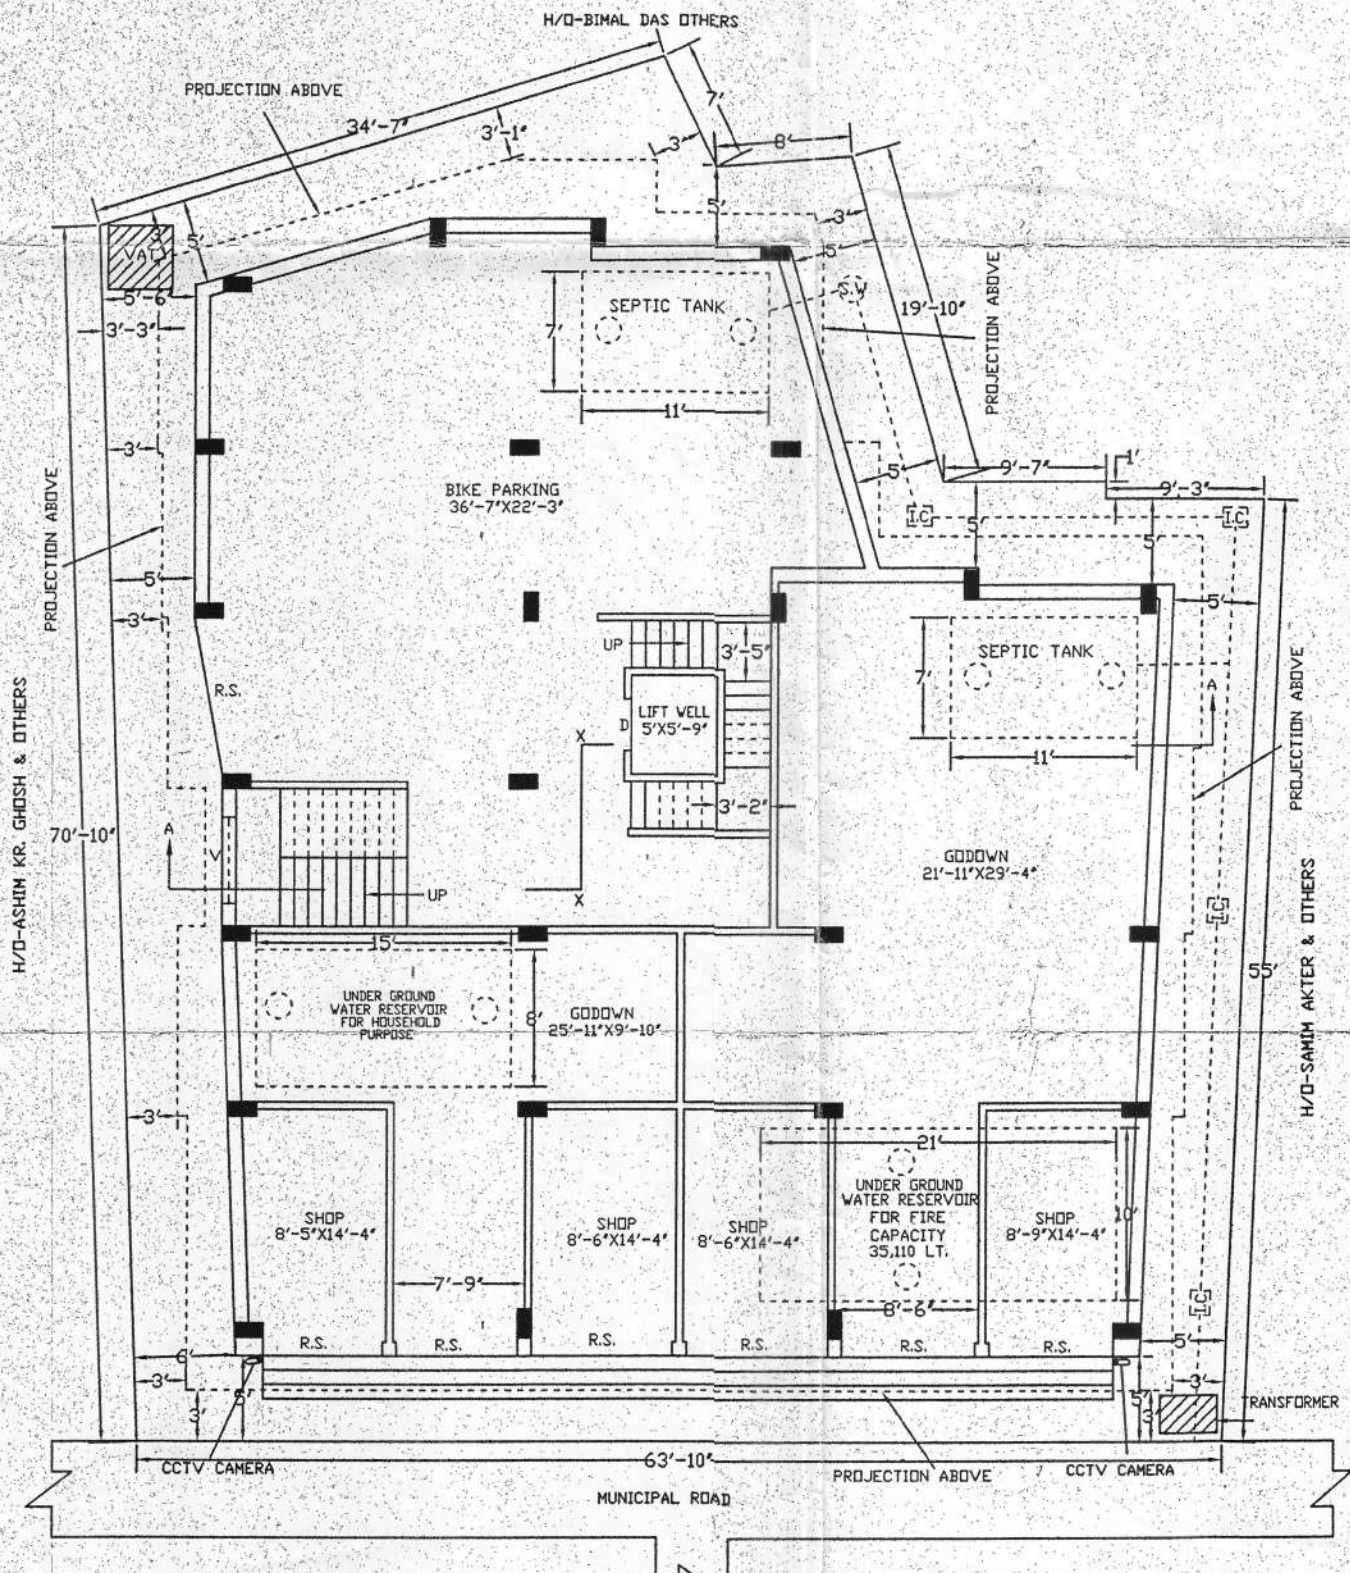 H/O-BIMAL DAS OTHERS
PROJECTION ABOVE
34'-7"
3'-1"
7'
3'
8'
5'
3'
5'
3'
5'
VAT
5'-6"
3'-3"
SEPTIC TANK
7'
11'
S.W
19'-10"
PROJECTION ABOVE
3'
BIKE PARKING
36'-7"X22'-3"
5'
9'-7"
1'
9'-3"
I.C
5'
I.C
5'
PROJECTION ABOVE
5'
3'
5'
R.S.
UP
3'-5"
LIFT WELL
5'X5'-9"
D
X
3'-2"
X
SEPTIC TANK
7'
11'
A
PROJECTION ABOVE
H/O-ASHIM KR. GHOSH & OTHERS
70'-10"
A
V
UP
GODOWN
21'-11"X29'-4"
I.C
55'
H/O-SAMIM AKTER & OTHERS
15'
UNDER GROUND
WATER RESERVOIR
FOR HOUSEHOLD
PURPOSE
8'
GODOWN
25'-11"X9'-10"
3'
21'
UNDER GROUND
WATER RESERVOIR
FOR FIRE
CAPACITY
35,110 LT.
10'
SHOP
8'-5"X14'-4"
SHOP
8'-6"X14'-4"
SHOP
8'-6"X14'-4"
SHOP
8'-9"X14'-4"
7'-9"
8'-6"
I.C
R.S.
R.S.
R.S.
R.S.
R.S.
R.S.
6'
5'
3'
3'
3'
5'
5'
3'
TRANSFORMER
CCTV CAMERA
63'-10"
PROJECTION ABOVE
CCTV CAMERA
MUNICIPAL ROAD